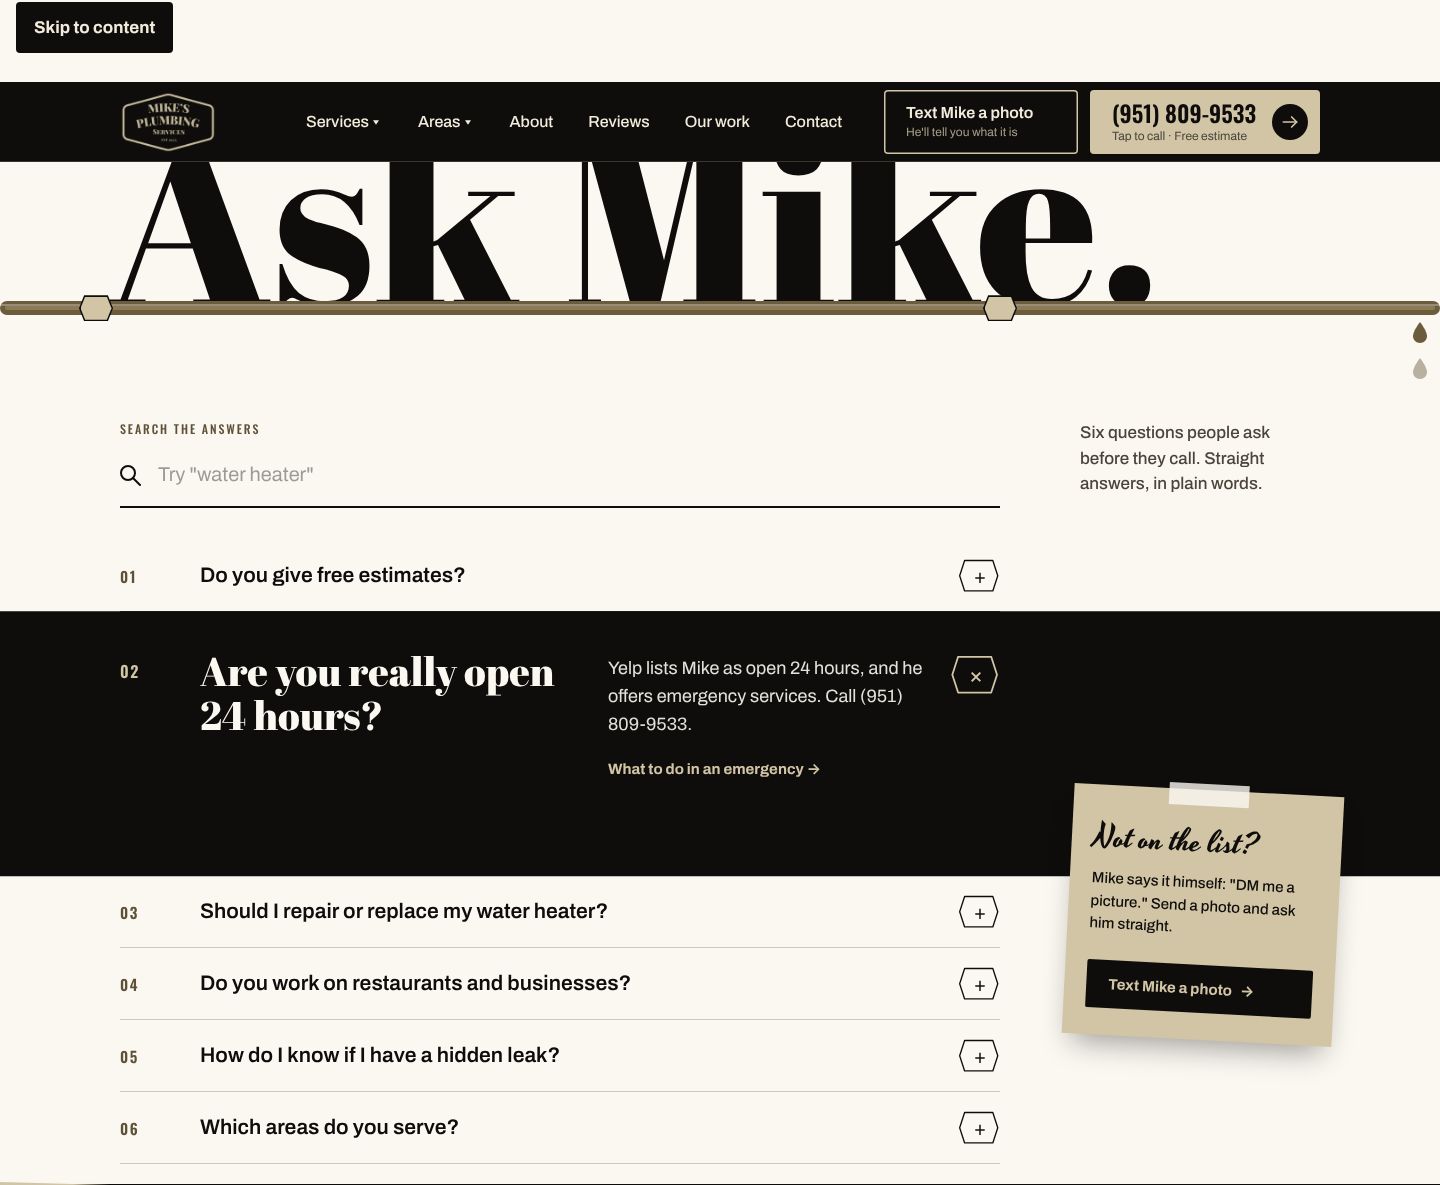 Skip to content
MIKE'S
PLUMBING
SERVICES
Services
Areas
About
Reviews
Our work
Contact
Text Mike a photo
He'll tell you what it is
(951) 809-9533
Tap to call · Free estimate
Ask Mike.
SEARCH THE ANSWERS
Try "water heater"
Six questions people ask
before they call. Straight
answers, in plain words.
01 Do you give free estimates?
02 Are you really open
24 hours?
Yelp lists Mike as open 24 hours, and he
offers emergency services. Call (951)
809-9533.
What to do in an emergency →
Not on the list?
Mike says it himself: "DM me a
picture." Send a photo and ask
him straight.
Text Mike a photo →
03 Should I repair or replace my water heater?
04 Do you work on restaurants and businesses?
05 How do I know if I have a hidden leak?
06 Which areas do you serve?